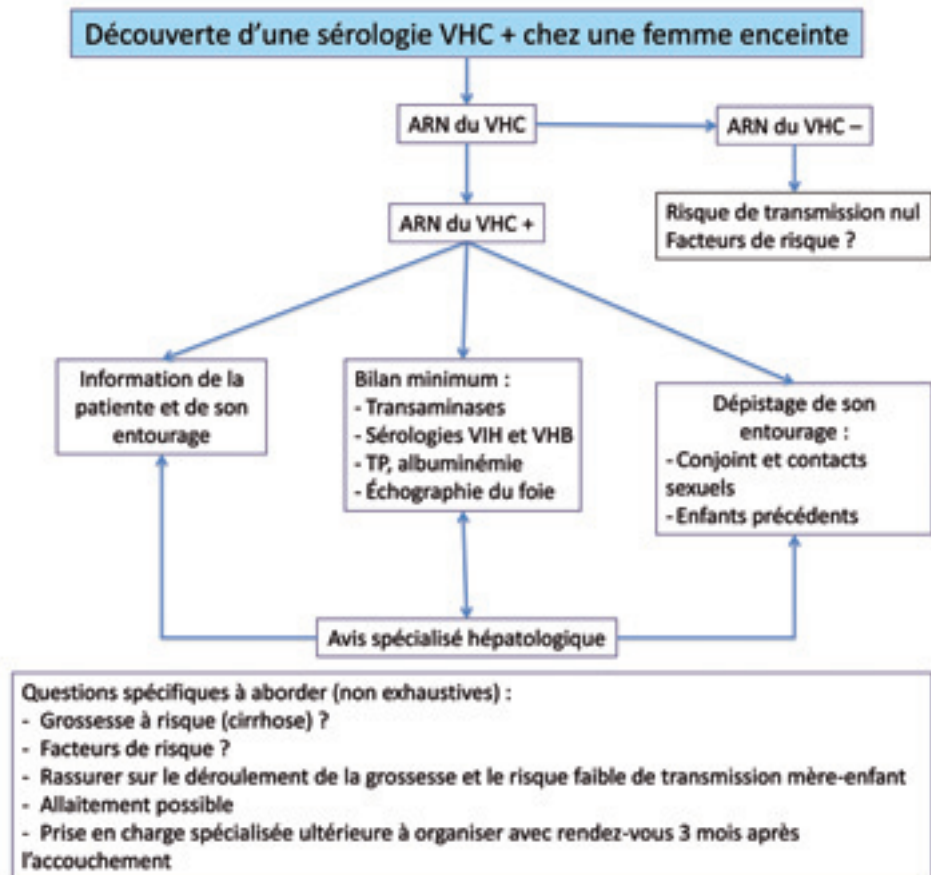 Découverte d'une sérologie VHC + chez une femme enceinte
ARN du VHC
ARN du VHC –
Risque de transmission nul
Facteurs de risque ?
ARN du VHC +
Information de la
patiente et de son
entourage
Bilan minimum :
- Transaminases
- Sérologies VIH et VHB
- TP, albuminémie
- Échographie du foie
Dépistage de son
entourage :
- Conjoint et contacts
sexuels
- Enfants précédents
Avis spécialisé hépatologique
Questions spécifiques à aborder (non exhaustives) :
- Grossesse à risque (cirrhose) ?
- Facteurs de risque ?
- Rassurer sur le déroulement de la grossesse et le risque faible de transmission mère-enfant
- Allaitement possible
- Prise en charge spécialisée ultérieure à organiser avec rendez-vous 3 mois après
l'accouchement